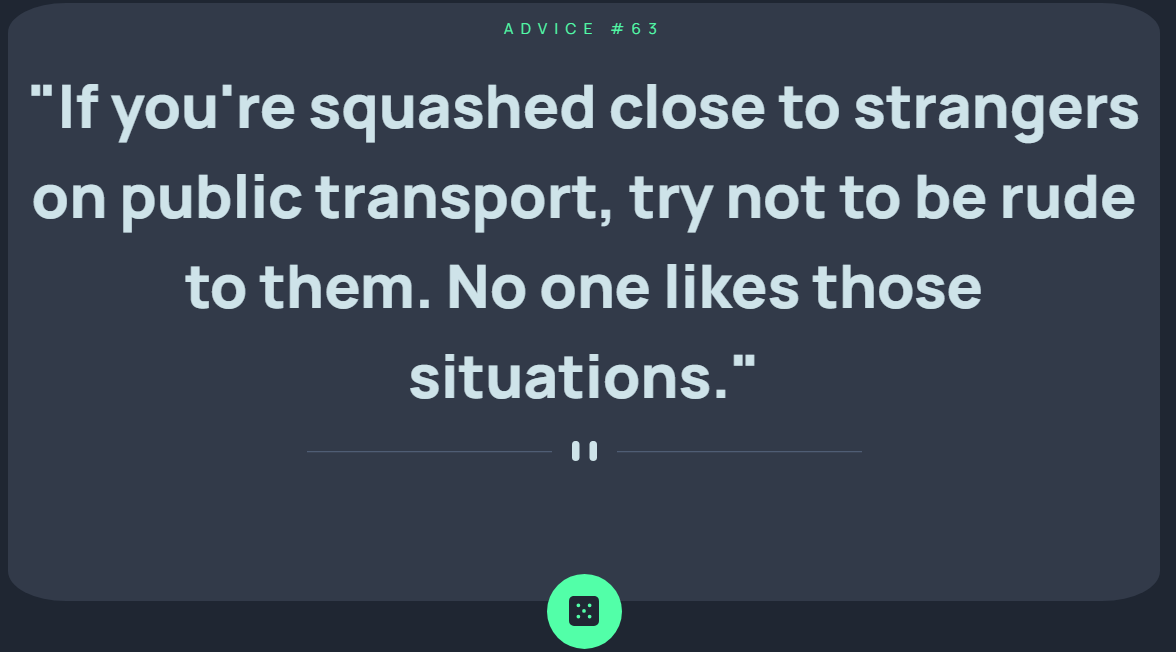 ADVICE #63
"If you're squashed close to strangers
on public transport, try not to be rude
to them. No one likes those
situations."